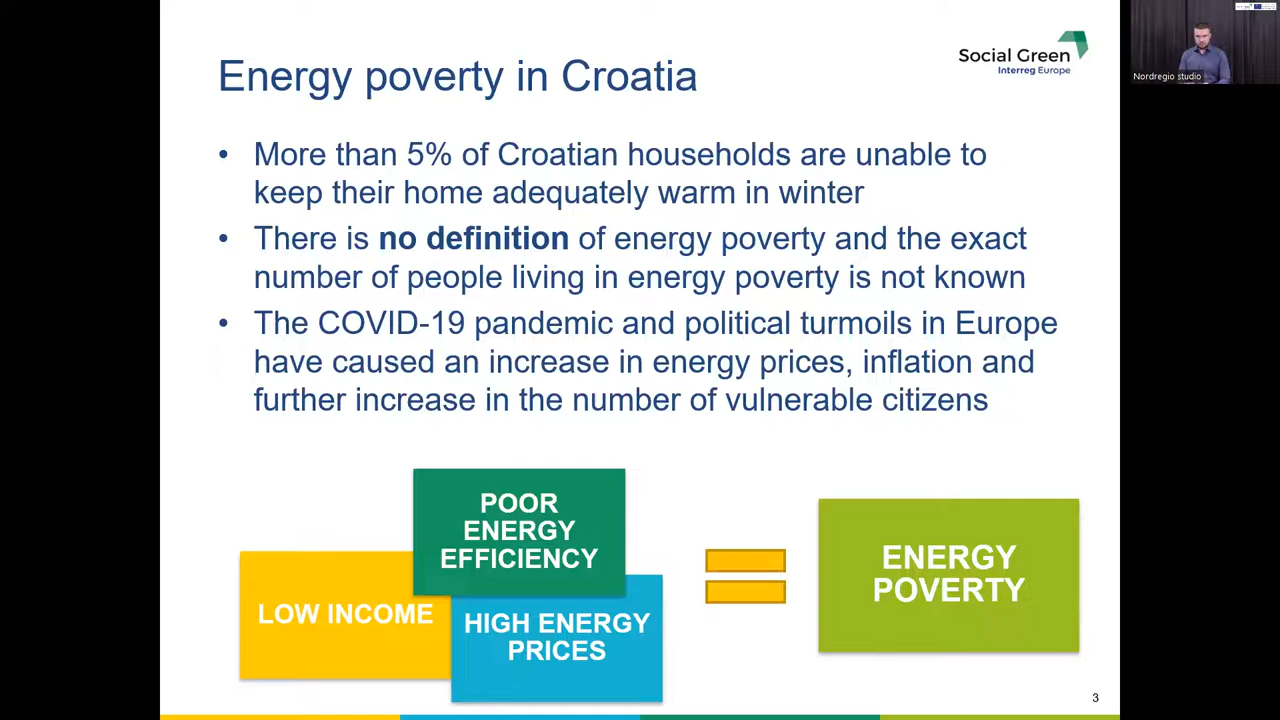 Social Green
Interreg Europe
Nordregio studio
Energy poverty in Croatia
• More than 5% of Croatian households are unable to
keep their home adequately warm in winter
• There is no definition of energy poverty and the exact
number of people living in energy poverty is not known
• The COVID-19 pandemic and political turmoils in Europe
have caused an increase in energy prices, inflation and
further increase in the number of vulnerable citizens
POOR
ENERGY
EFFICIENCY
LOW INCOME
HIGH ENERGY
PRICES
ENERGY
POVERTY
3